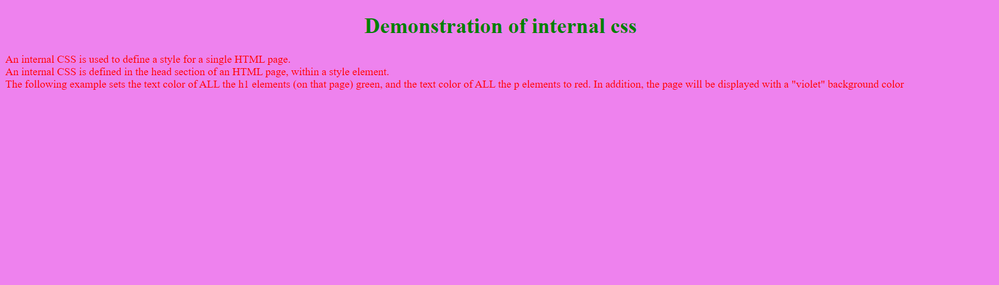 Demonstration of internal css
An internal CSS is used to define a style for a single HTML page.
An internal CSS is defined in the head section of an HTML page, within a style element.
The following example sets the text color of ALL the h1 elements (on that page) green, and the text color of ALL the p elements to red. In addition, the page will be displayed with a "violet" background color